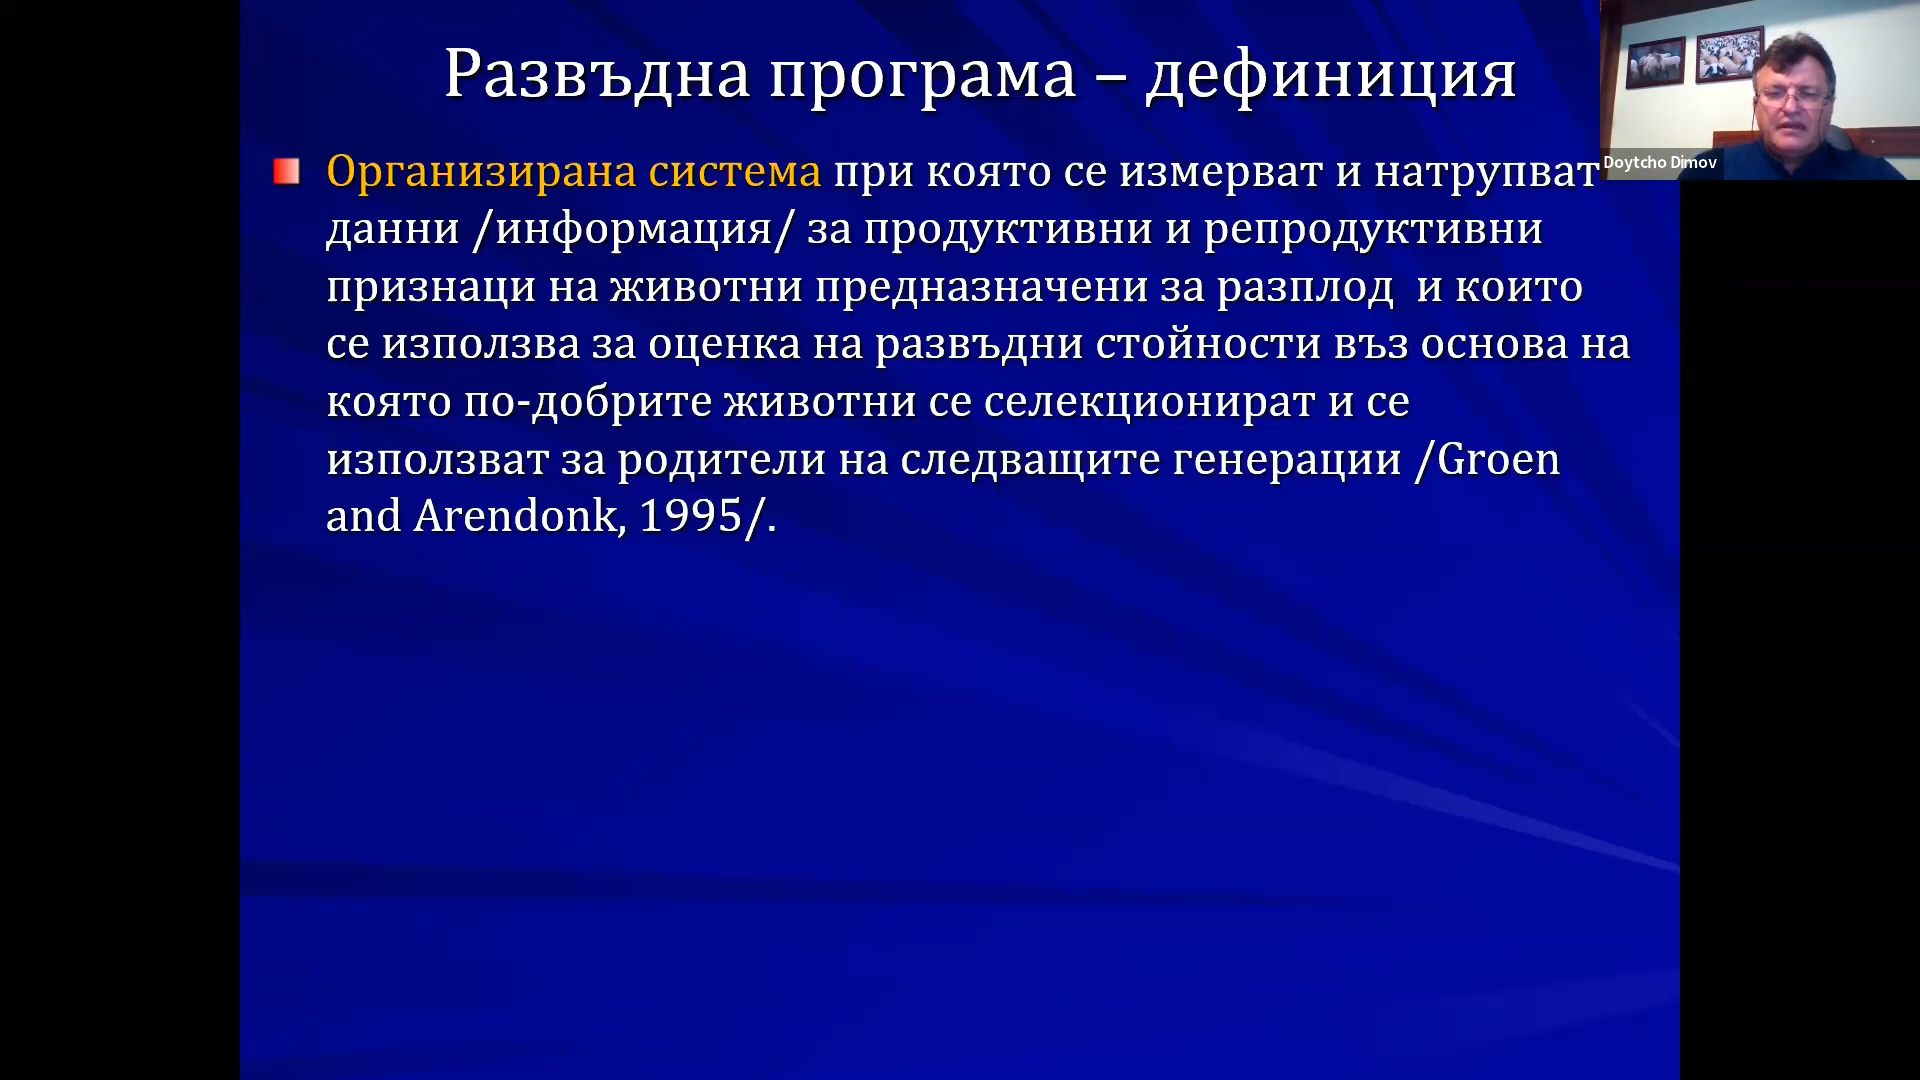 Развъдна програма – дефиниция
Организирана система при която се измерват и натрупват
данни /информация/ за продуктивни и репродуктивни
признаци на животни предназначени за разплод и които
се използва за оценка на развъдни стойности въз основа на
която по-добрите животни се селекционират и се
използват за родители на следващите генерации /Groen
and Arendonk, 1995/.
Doytcho Dimov